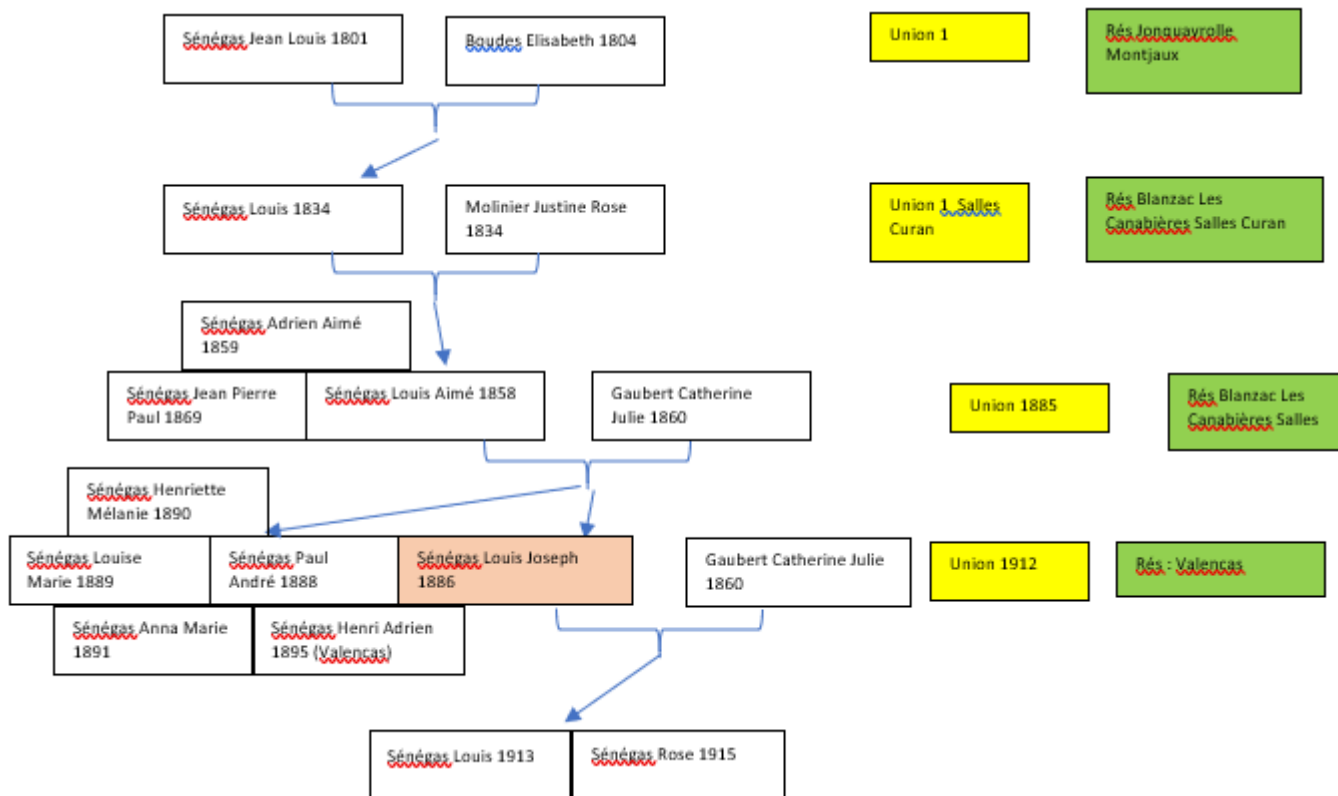 Sénégas Jean Louis 1801
Boudes Elisabeth 1804
Union 1
Rés Jonquayrolle
Montjaux
Sénégas Louis 1834
Molinier Justine Rose
1834
Union 1 Salles
Curan
Rés Blanzac Les
Canabières Salles Curan
Sénégas Adrien Aimé
1859
Sénégas Jean Pierre
Paul 1869
Sénégas Louis Aimé 1858
Gaubert Catherine
Julie 1860
Union 1885
Rés Blanzac Les
Canabières Salles
Sénégas Henriette
Mélanie 1890
Sénégas Louise
Marie 1889
Sénégas Paul
André 1888
Sénégas Louis Joseph
1886
Gaubert Catherine Julie
1860
Union 1912
Rés : Valencas
Sénégas Anna Marie
1891
Sénégas Henri Adrien
1895 (Valencas)
Sénégas Louis 1913
Sénégas Rose 1915